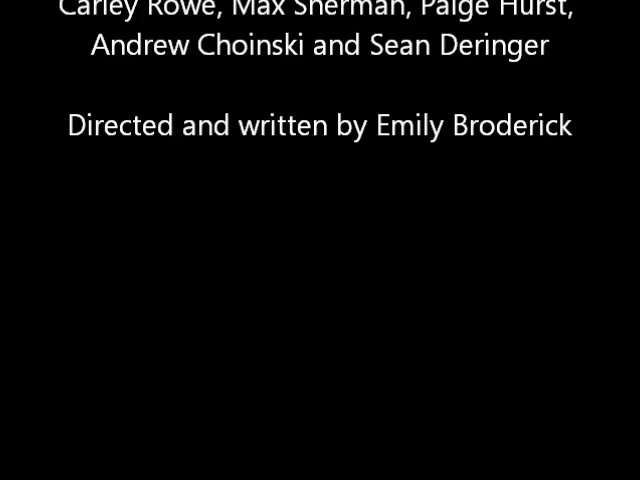 Carley Rowe, Max Sherman, Paige Hurst,
Andrew Choinski and Sean Deringer
Directed and written by Emily Broderick